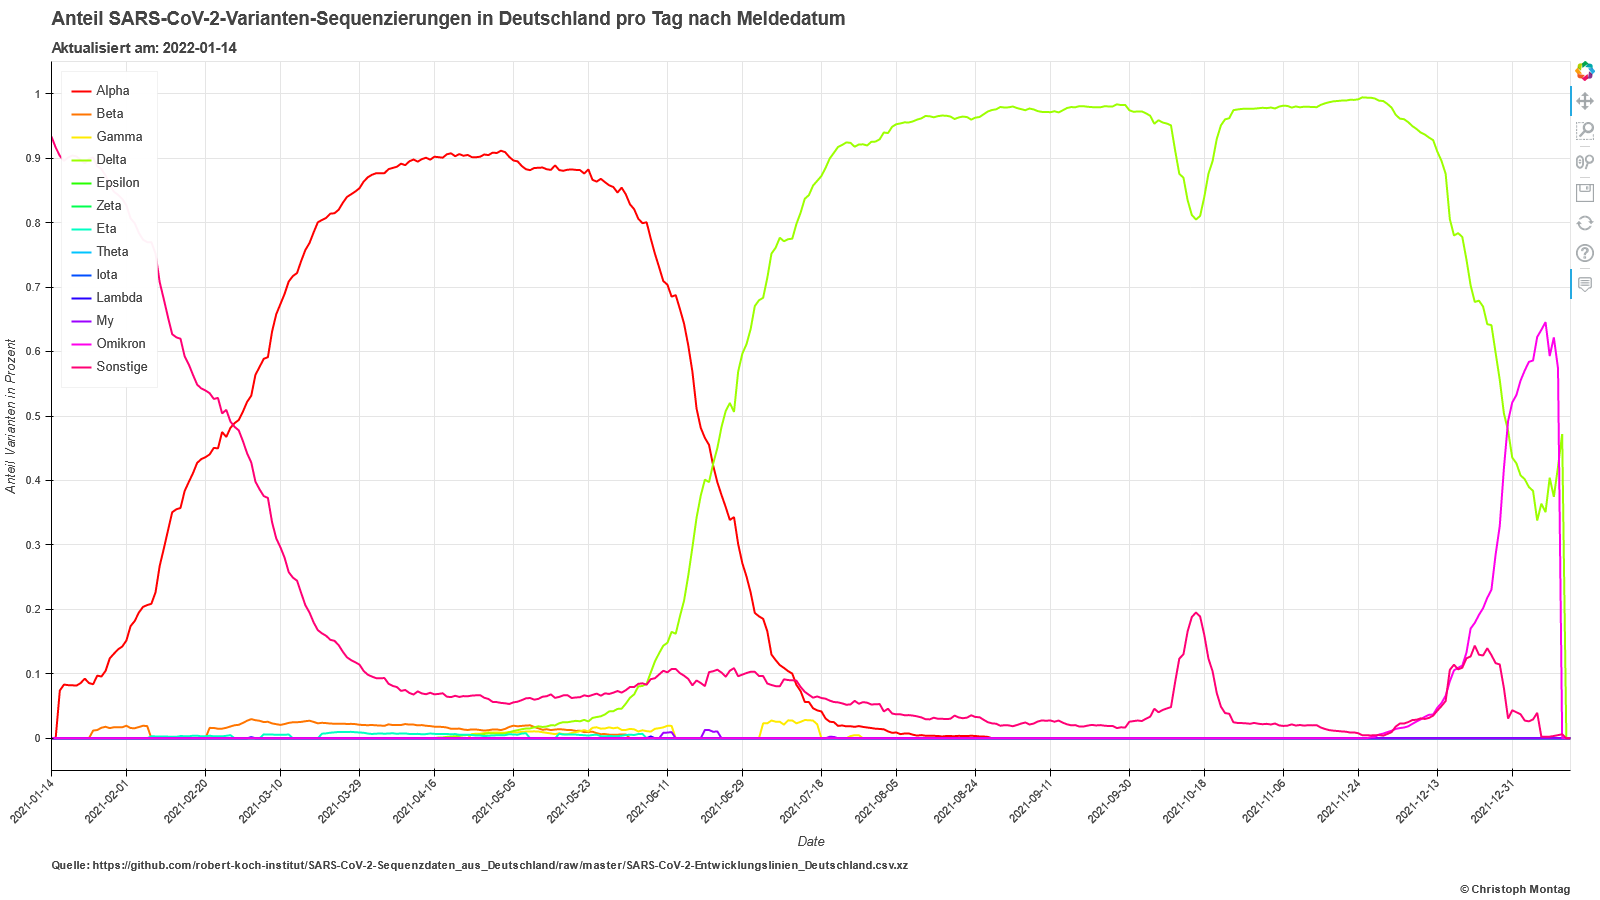 Anteil SARS-CoV-2-Varianten-Sequenzierungen in Deutschland pro Tag nach Meldedatum
Aktualisiert am: 2022-01-14
Alpha
Beta
Gamma
Delta
Epsilon
Zeta
Eta
Theta
Iota
Lambda
My
Omikron
Sonstige
Anteil Varianten in Prozent
1
0.9
0.8
0.7
0.6
0.5
0.4
0.3
0.2
0.1
0
2021-01-14
2021-02-01
2021-02-20
2021-03-10
2021-03-29
2021-04-16
2021-05-05
2021-05-23
2021-06-11
2021-06-29
2021-07-18
2021-08-05
2021-08-24
2021-09-11
2021-09-30
2021-10-18
2021-11-06
2021-11-24
2021-12-13
2021-12-31
Date
Quelle: https://github.com/robert-koch-institut/SARS-CoV-2-Sequenzdaten_aus_Deutschland/raw/master/SARS-CoV-2-Entwicklungslinien_Deutschland.csv.xz
© Christoph Montag